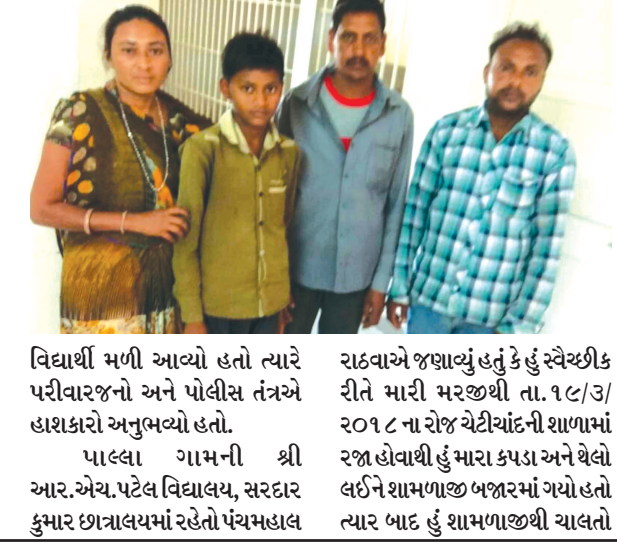 વિદ્યાર્થી મળી આવ્યો હતો ત્યારે
પરીવારજનો અને પોલીસ તંત્રએ
હાશકારો અનુભવ્યો હતો.
પાલ્લા ગામની શ્રી
આર.એચ.પટેલ વિદ્યાલય, સરદાર
કુમાર છાત્રાલયમાં રહેતો પંચમહાલ
રાઠવાએ જણાવ્યું હતું કે હું સ્વૈચ્છીક
રીતે મારી મરજીથી તા.૧૯/૩/
૨૦૧૮ ના રોજ ચેટીચાંદની શાળામાં
રજા હોવાથી હું મારા કપડા અને થેલો
લઈને શામળાજી બજારમાં ગયો હતો
ત્યાર બાદ હું શામળાજીથી ચાલતો